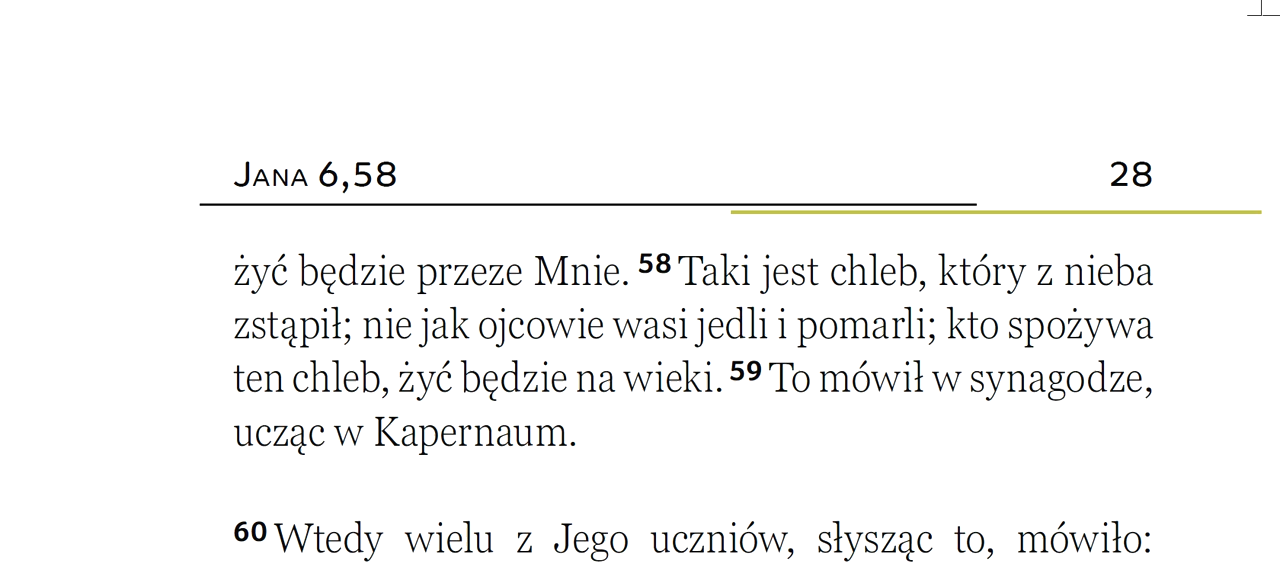 Jana 6,58 28
żyć będzie przeze Mnie. 58 Taki jest chleb, który z nieba
zstąpił; nie jak ojcowie wasi jedli i pomarli; kto spożywa
ten chleb, żyć będzie na wieki. 59 To mówił w synagodze,
ucząc w Kapernaum.
60 Wtedy wielu z Jego uczniów, słysząc to, mówiło: